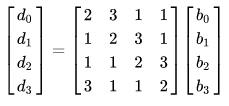 d₀ 2 3 1 1 b₀
d₁ = 1 2 3 1 b₁
d₂ 1 1 2 3 b₂
d₃ 3 1 1 2 b₃